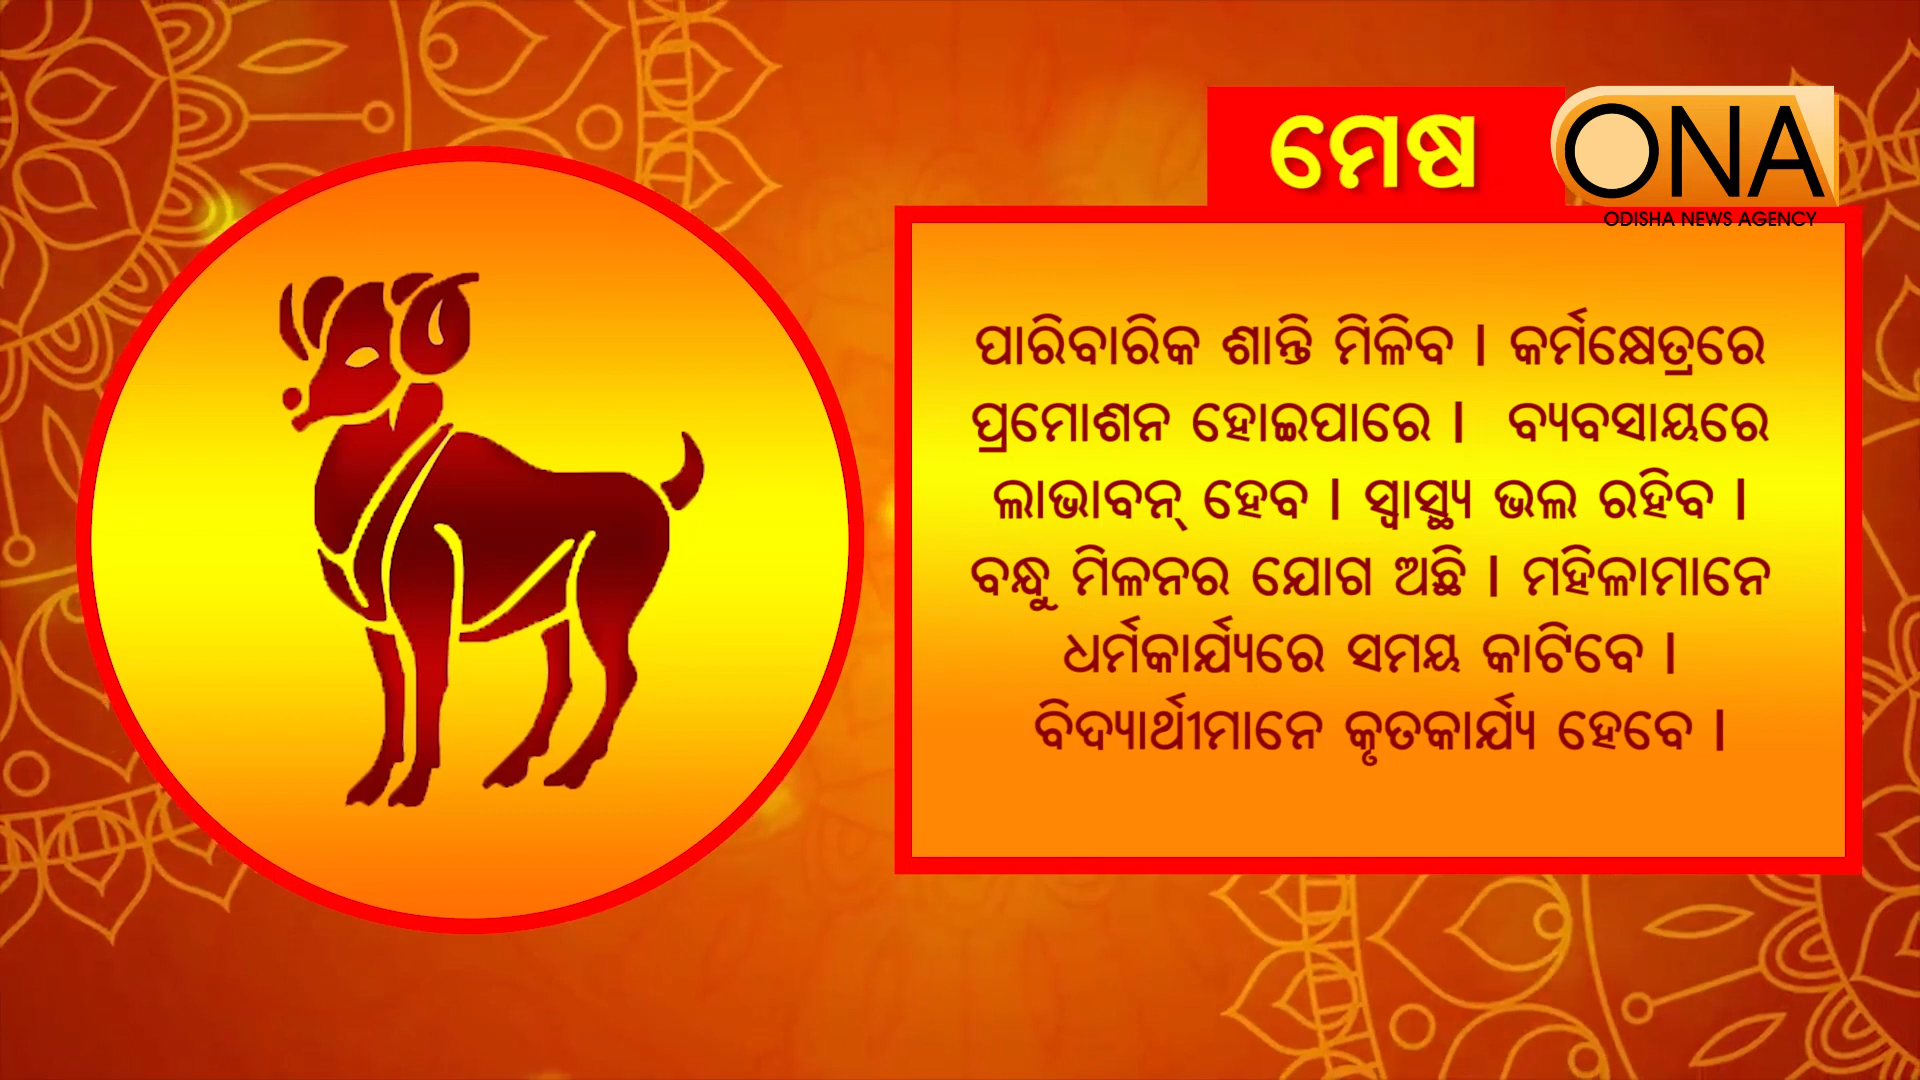 ମେଷ
ONA
ODISHA NEWS AGENCY
ପାରିବାରିକ ଶାନ୍ତି ମିଳିବ । କର୍ମକ୍ଷେତ୍ରରେ
ପ୍ରମୋଶନ ହୋଇପାରେ । ବ୍ୟବସାୟରେ
ଲାଭାବାନ୍ ହେବ । ସ୍ୱାସ୍ଥ୍ୟ ଭଲ ରହିବ ।
ବନ୍ଧୁ ମିଳନର ଯୋଗ ଅଛି । ମହିଳାମାନେ
ଧର୍ମକାର୍ଯ୍ୟରେ ସମୟ କାଟିବେ ।
ବିଦ୍ୟାର୍ଥୀମାନେ କୃତକାର୍ଯ୍ୟ ହେବେ ।